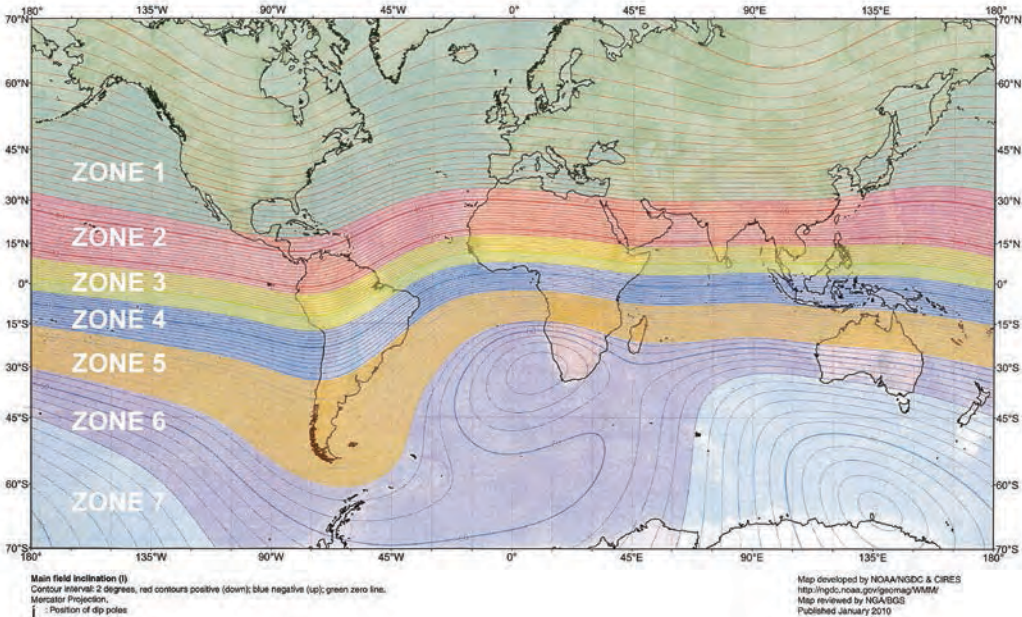 180° 135°W 90°W 45°W 0° 45°E 90°E 135°E 180°
70°N 70°N
60°N 60°N
45°N 45°N
ZONE 1
30°N 30°N
ZONE 2
15°N 15°N
ZONE 3
0° 0°
ZONE 4
15°S 15°S
ZONE 5
30°S 30°S
ZONE 6
45°S 45°S
60°S 60°S
ZONE 7
70°S 70°S
180° 135°W 90°W 45°W 0° 45°E 90°E 135°E 180°
Main field inclination (I)
Contour interval: 2 degrees, red contours positive (down); blue negative (up); green zero line.
Mercator Projection.
: Position of dip poles
Map developed by NOAA/NGDC & CIRES
http://ngdc.noaa.gov/geomag/WMM/
Map reviewed by NGA/BGS
Published January 2010